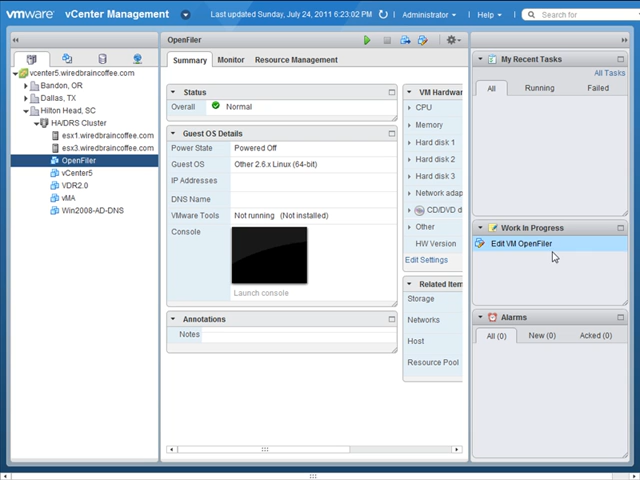 vmware vCenter Management Last updated Sunday, July 24, 2011 6:23:02 PM Administrator Help Search
OpenFiler
Summary Monitor Resource Management
vcenter5.wiredbraincoffee.com
Bandon, OR
Dallas, TX
Hilton Head, SC
HA/DRS Cluster
esx1.wiredbraincoffee.com
esx3.wiredbraincoffee.com
OpenFiler
vCenter5
VDR2.0
vMA
Win2008-AD-DNS
Status
Overall Normal
Guest OS Details
Power State Powered Off
Guest OS Other 2.6.x Linux (64-bit)
IP Addresses
DNS Name
VMware Tools Not running (Not installed)
Console
Launch console
Annotations
Notes
VM Hardw
CPU
Memory
Hard disk 1
Hard disk 2
Hard disk 3
Network adap
CD/DVD d
Other
HW Version
Edit Settings
Related Item
Storage
Networks
Host
Resource Pool
My Recent Tasks
All Tasks
All Running Failed
Work In Progress
Edit VM OpenFiler
Alarms
All (0) New (0) Acked (0)